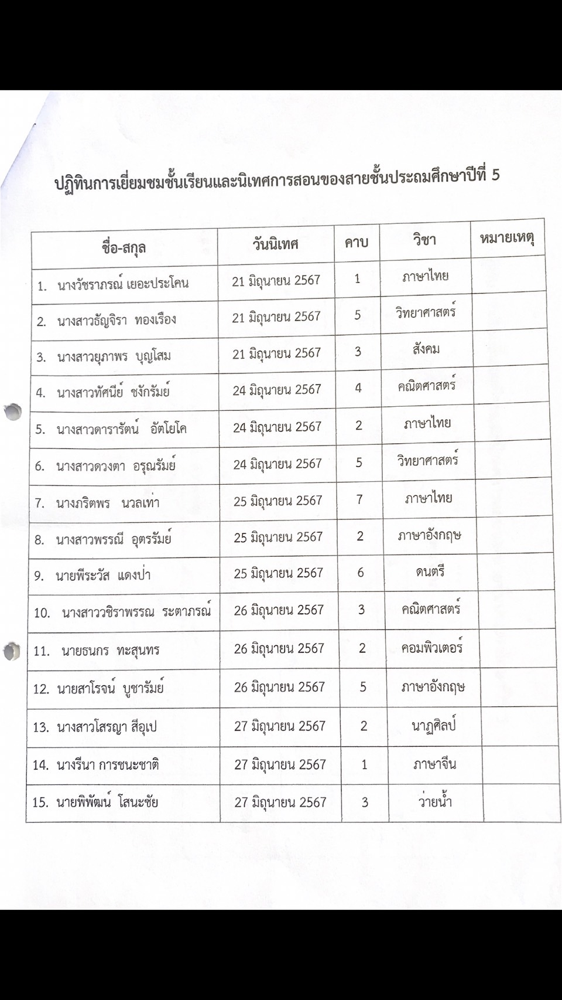 ปฏิทินการเยี่ยมชมชั้นเรียนและนิเทศการสอนของสายชั้นประถมศึกษาปีที่ 5
ชื่อ-สกุล วันนิเทศ คาบ วิชา หมายเหตุ
1. นางวัชราภรณ์ เยอะประโคน 21 มิถุนายน 2567 1 ภาษาไทย
2. นางสาวธัญจิรา ทองเรือง 21 มิถุนายน 2567 5 วิทยาศาสตร์
3. นางสาวยุภาพร บุญโสม 21 มิถุนายน 2567 3 สังคม
4. นางสาวทัศนีย์ ชงักรัมย์ 24 มิถุนายน 2567 4 คณิตศาสตร์
5. นางสาวดารารัตน์ อัตโยโค 24 มิถุนายน 2567 2 ภาษาไทย
6. นางสาวดวงตา อรุณรัมย์ 24 มิถุนายน 2567 5 วิทยาศาสตร์
7. นางภริตพร นวลเท่า 25 มิถุนายน 2567 7 ภาษาไทย
8. นางสาวพรรณี อุตรรัมย์ 25 มิถุนายน 2567 2 ภาษาอังกฤษ
9. นายพีระวัส แดงป่า 25 มิถุนายน 2567 6 ดนตรี
10. นางสาววชิราพรรณ ระตาภรณ์ 26 มิถุนายน 2567 3 คณิตศาสตร์
11. นายธนกร ทะสุนทร 26 มิถุนายน 2567 2 คอมพิวเตอร์
12. นายสาโรจน์ บูชารัมย์ 26 มิถุนายน 2567 5 ภาษาอังกฤษ
13. นางสาวโสรญา สีอุเป 27 มิถุนายน 2567 2 นาฏศิลป์
14. นางรีนา การชนะชาติ 27 มิถุนายน 2567 1 ภาษาจีน
15. นายพิพัฒน์ โสนะชัย 27 มิถุนายน 2567 3 ว่ายน้ำ